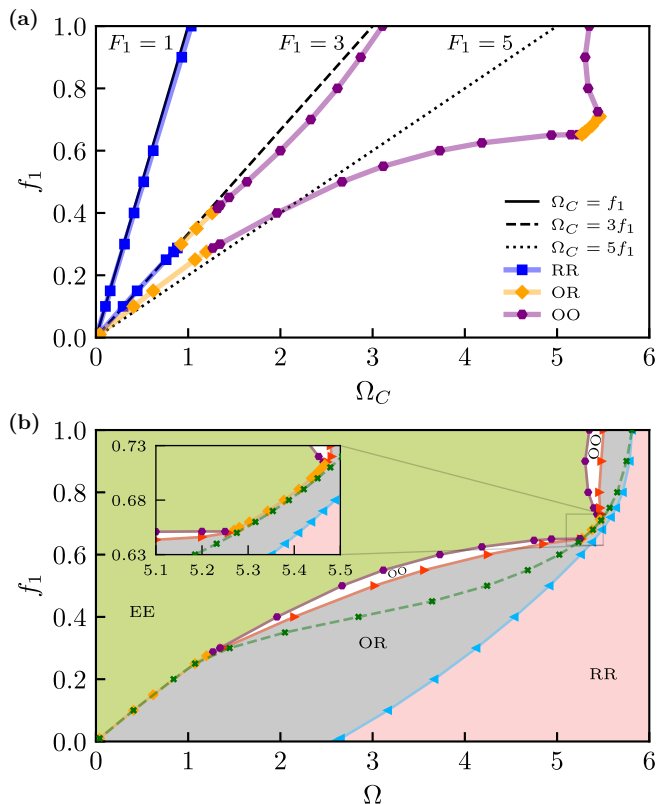 (a)
1.0
0.8
0.6
0.4
0.2
0.0
f₁
F₁ = 1
F₁ = 3
F₁ = 5
Ω_C = f₁
Ω_C = 3f₁
Ω_C = 5f₁
RR
OR
OO
0 1 2 3 4 5 6
Ω_C
(b)
1.0
0.8
0.6
0.4
0.2
0.0
f₁
0.73
0.68
0.63
5.1 5.2 5.3 5.4 5.5
OO
OO
EE
OR
RR
0 1 2 3 4 5 6
Ω